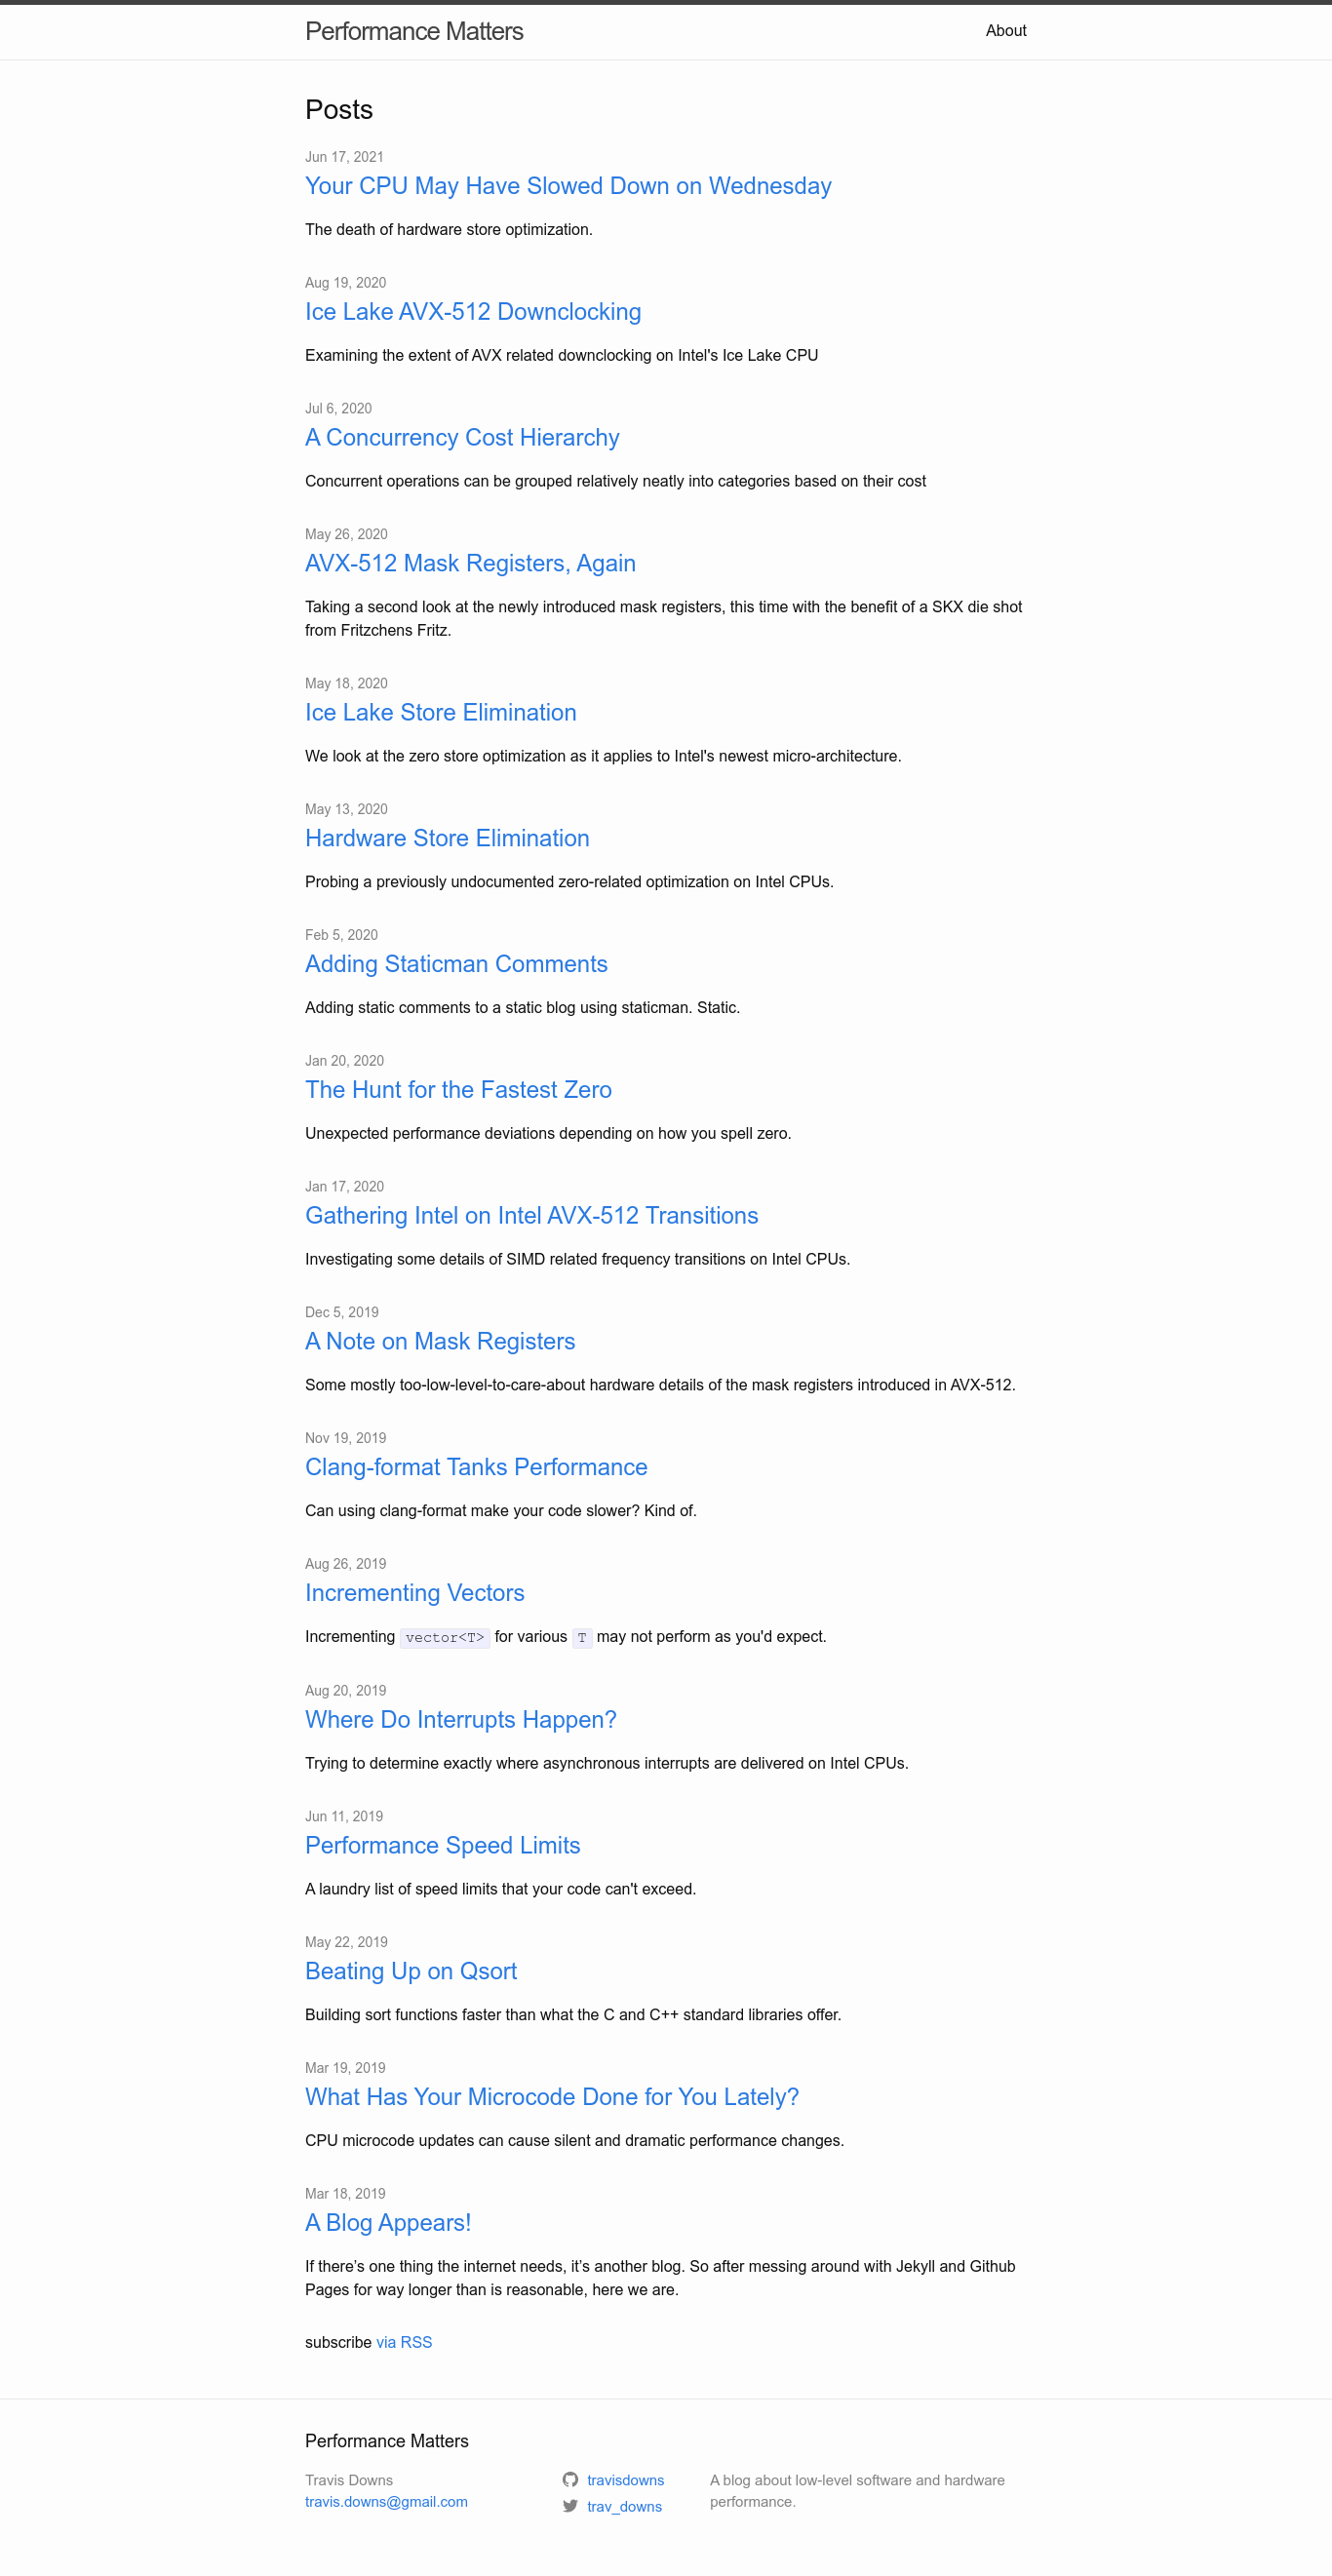 Performance Matters
About
Posts
Jun 17, 2021
Your CPU May Have Slowed Down on Wednesday
The death of hardware store optimization.
Aug 19, 2020
Ice Lake AVX-512 Downclocking
Examining the extent of AVX related downclocking on Intel's Ice Lake CPU
Jul 6, 2020
A Concurrency Cost Hierarchy
Concurrent operations can be grouped relatively neatly into categories based on their cost
May 26, 2020
AVX-512 Mask Registers, Again
Taking a second look at the newly introduced mask registers, this time with the benefit of a SKX die shot
from Fritzchens Fritz.
May 18, 2020
Ice Lake Store Elimination
We look at the zero store optimization as it applies to Intel's newest micro-architecture.
May 13, 2020
Hardware Store Elimination
Probing a previously undocumented zero-related optimization on Intel CPUs.
Feb 5, 2020
Adding Staticman Comments
Adding static comments to a static blog using staticman. Static.
Jan 20, 2020
The Hunt for the Fastest Zero
Unexpected performance deviations depending on how you spell zero.
Jan 17, 2020
Gathering Intel on Intel AVX-512 Transitions
Investigating some details of SIMD related frequency transitions on Intel CPUs.
Dec 5, 2019
A Note on Mask Registers
Some mostly too-low-level-to-care-about hardware details of the mask registers introduced in AVX-512.
Nov 19, 2019
Clang-format Tanks Performance
Can using clang-format make your code slower? Kind of.
Aug 26, 2019
Incrementing Vectors
Incrementing vector<T> for various T may not perform as you'd expect.
Aug 20, 2019
Where Do Interrupts Happen?
Trying to determine exactly where asynchronous interrupts are delivered on Intel CPUs.
Jun 11, 2019
Performance Speed Limits
A laundry list of speed limits that your code can't exceed.
May 22, 2019
Beating Up on Qsort
Building sort functions faster than what the C and C++ standard libraries offer.
Mar 19, 2019
What Has Your Microcode Done for You Lately?
CPU microcode updates can cause silent and dramatic performance changes.
Mar 18, 2019
A Blog Appears!
If there’s one thing the internet needs, it’s another blog. So after messing around with Jekyll and Github
Pages for way longer than is reasonable, here we are.
subscribe via RSS
Performance Matters
Travis Downs
travis.downs@gmail.com
travisdowns
trav_downs
A blog about low-level software and hardware
performance.